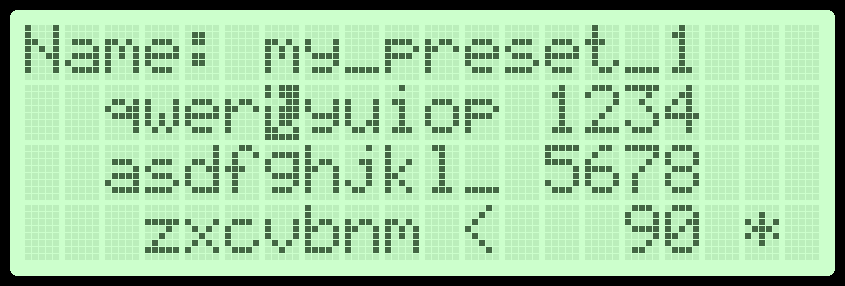 Name: my_preset_1
qwertyuiop 1234
asdfghjkl_ 5678
zxcvbnm < 90 *